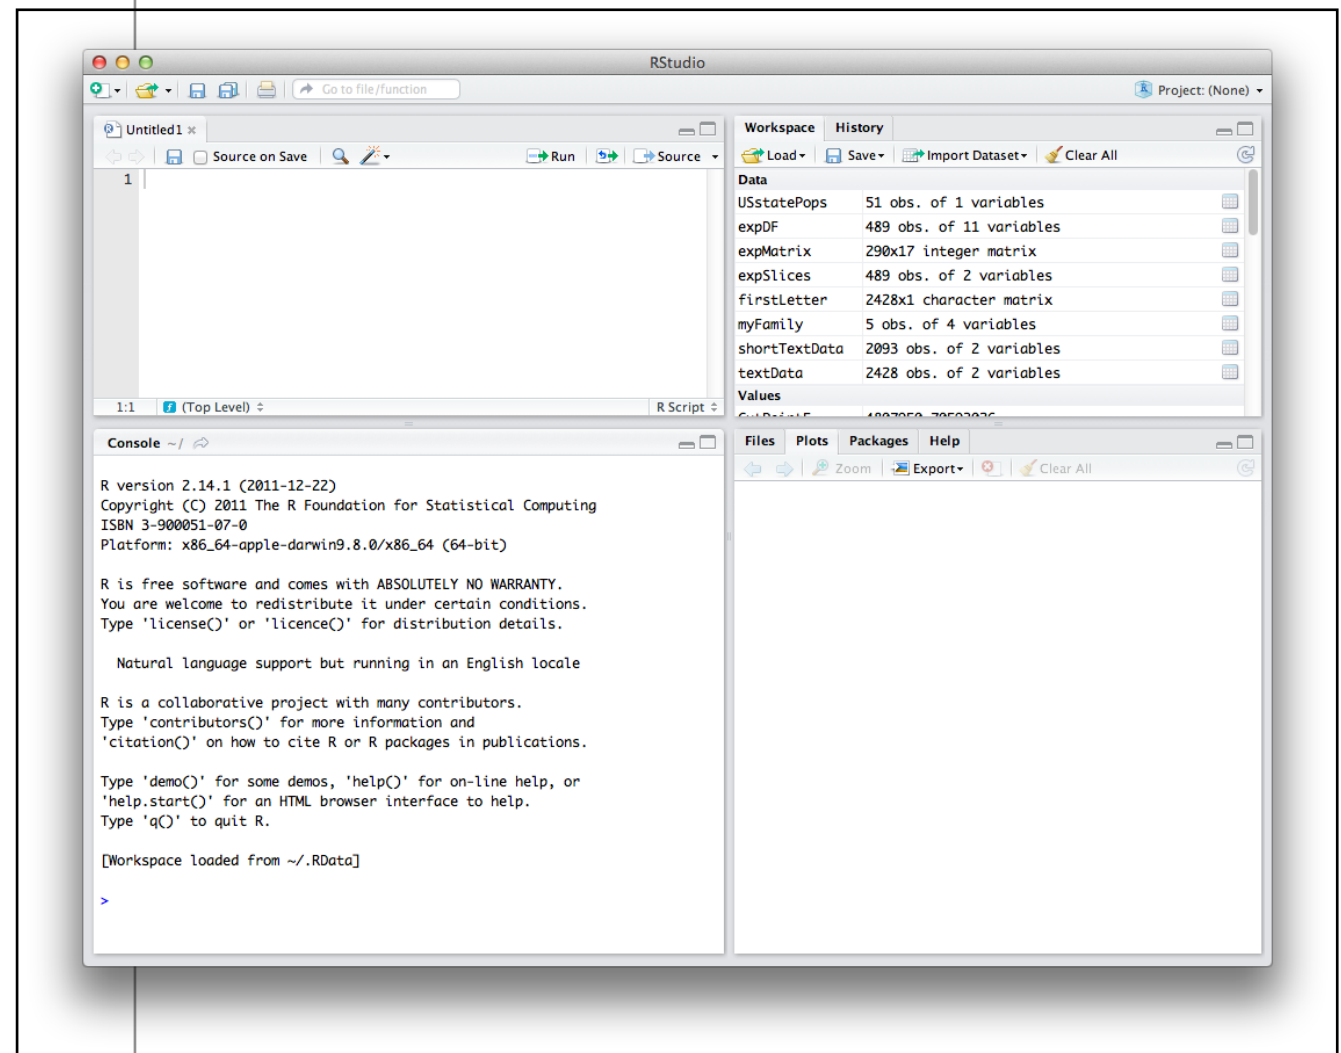 RStudio
Go to file/function
Project: (None)
Untitled1
Source on Save
Run
Source
1
1:1 (Top Level) R Script
Workspace History
Load Save Import Dataset Clear All
Data
USstatePops 51 obs. of 1 variables
expDF 489 obs. of 11 variables
expMatrix 290x17 integer matrix
expSlices 489 obs. of 2 variables
firstLetter 2428x1 character matrix
myFamily 5 obs. of 4 variables
shortTextData 2093 obs. of 2 variables
textData 2428 obs. of 2 variables
Values
Console ~/
R version 2.14.1 (2011-12-22)
Copyright (C) 2011 The R Foundation for Statistical Computing
ISBN 3-900051-07-0
Platform: x86_64-apple-darwin9.8.0/x86_64 (64-bit)
R is free software and comes with ABSOLUTELY NO WARRANTY.
You are welcome to redistribute it under certain conditions.
Type 'license()' or 'licence()' for distribution details.
Natural language support but running in an English locale
R is a collaborative project with many contributors.
Type 'contributors()' for more information and
'citation()' on how to cite R or R packages in publications.
Type 'demo()' for some demos, 'help()' for on-line help, or
'help.start()' for an HTML browser interface to help.
Type 'q()' to quit R.
[Workspace loaded from ~/.RData]
>
Files Plots Packages Help
Zoom Export Clear All